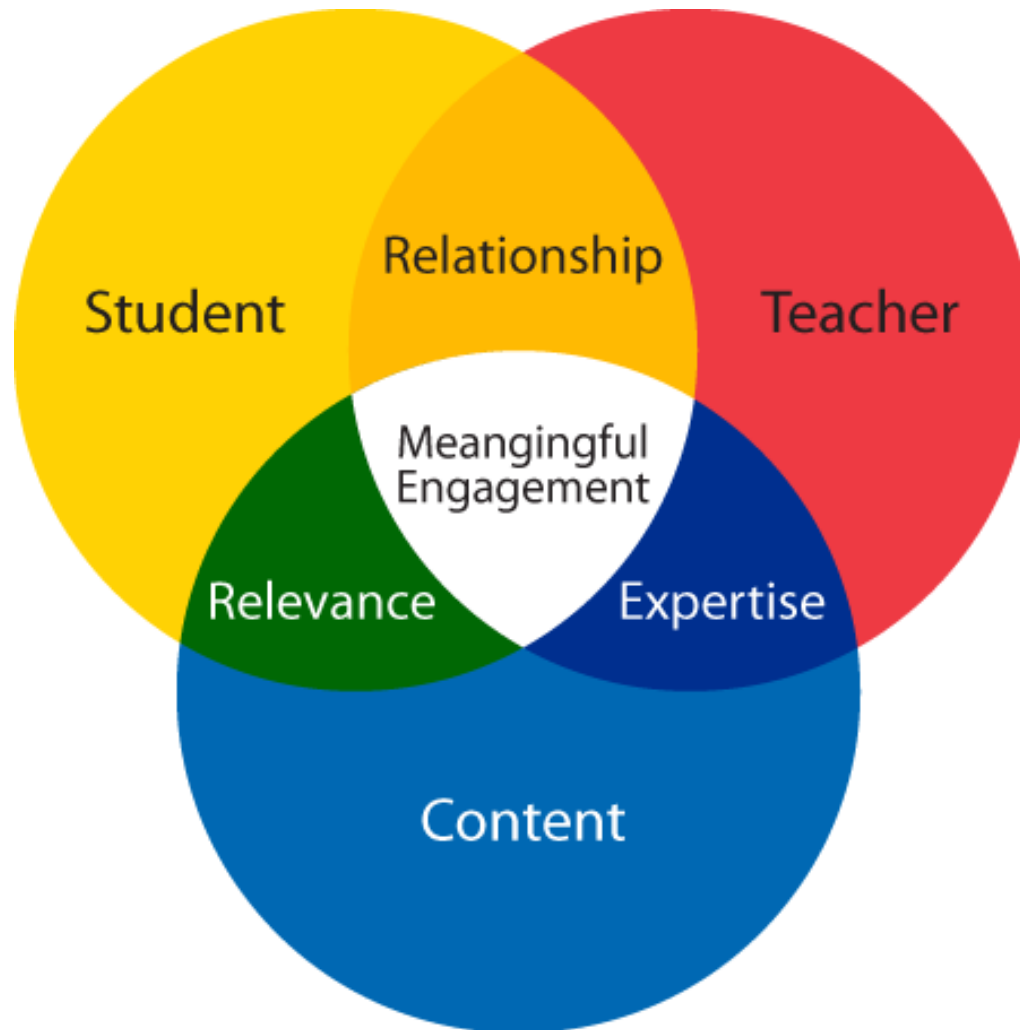 Relationship
Student
Teacher
Meangingful
Engagement
Relevance
Expertise
Content